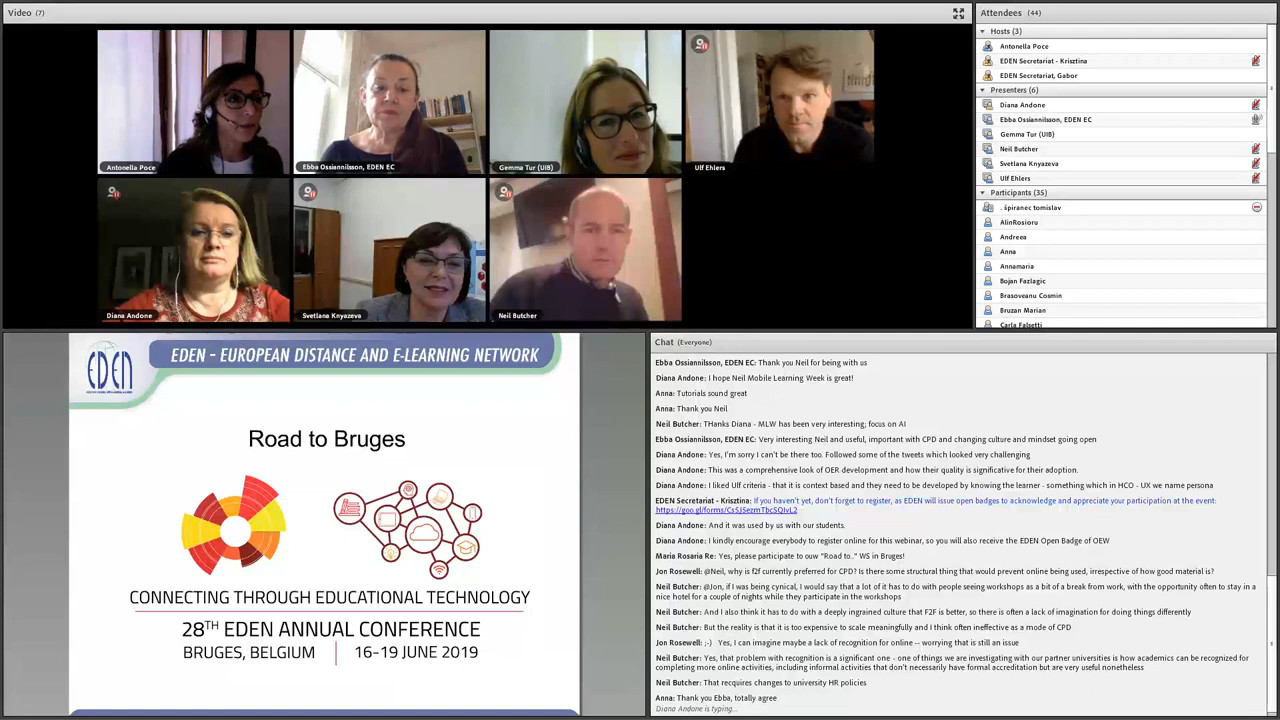 Video (7)
Antonella Poce
Ebba Ossiannilsson, EDEN EC
Gemma Tur (UIB)
Ulf Ehlers
Diana Andone
Svetlana Knyazeva
Neil Butcher
Attendees (44)
Hosts (3)
Antonella Poce
EDEN Secretariat - Krisztina
EDEN Secretariat, Gabor
Presenters (6)
Diana Andone
Ebba Ossiannilsson, EDEN EC
Gemma Tur (UIB)
Neil Butcher
Svetlana Knyazeva
Ulf Ehlers
Participants (35)
. špiranec tomislav
AlinRosioru
Andreea
Anna
Annamaria
Bojan Fazlagic
Brasoveanu Cosmin
Bruzan Marian
Carla Falsetti
EDEN
EDEN - EUROPEAN DISTANCE AND E-LEARNING NETWORK
Road to Bruges
CONNECTING THROUGH EDUCATIONAL TECHNOLOGY
28TH EDEN ANNUAL CONFERENCE
BRUGES, BELGIUM | 16-19 JUNE 2019
Chat (Everyone)
Ebba Ossiannilsson, EDEN EC: Thank you Neil for being with us
Diana Andone: I hope Neil Mobile Learning Week is great!
Anna: Tutorials sound great
Anna: Thank you Neil
Neil Butcher: THanks Diana - MLW has been very interesting; focus on AI
Ebba Ossiannilsson, EDEN EC: Very interesting Neil and useful, important with CPD and changing culture and mindset going open
Diana Andone: Yes, I'm sorry I can't be there too. Followed some of the tweets which looked very challenging
Diana Andone: This was a comprehensive look of OER development and how their quality is significative for their adoption.
Diana Andone: I liked Ulf criteria - that it is context based and they need to be developed by knowing the learner - something which in HCO - UX we name persona
EDEN Secretariat - Krisztina: If you haven't yet, don't forget to register, as EDEN will issue open badges to acknowledge and appreciate your participation at the event:
https://goo.gl/forms/Cs5JSezmTbcSQIvL2
Diana Andone: And it was used by us with our students.
Diana Andone: I kindly encourage everybody to register online for this webinar, so you will also receive the EDEN Open Badge of OEW
Maria Rosaria Re: Yes, please participate to ouw "Road to.." WS in Bruges!
Jon Rosewell: @Neil, why is f2f currently preferred for CPD? Is there some structural thing that would prevent online being used, irrespective of how good material is?
Neil Butcher: @Jon, if I was being cynical, I would say that a lot of it has to do with people seeing workshops as a bit of a break from work, with the opportunity often to stay in a
nice hotel for a couple of nights while they participate in the workshops
Neil Butcher: And I also think it has to do with a deeply ingrained culture that F2F is better, so there is often a lack of imagination for doing things differently
Neil Butcher: But the reality is that it is too expensive to scale meaningfully and I think often ineffective as a mode of CPD
Jon Rosewell: ;-) Yes, I can imagine maybe a lack of recognition for online -- worrying that is still an issue
Neil Butcher: Yes, that problem with recognition is a significant one - one of things we are investigating with our partner universities is how academics can be recognized for
completing more online activities, including informal activities that don't necessarily have formal accreditation but are very useful nonetheless
Neil Butcher: That recquires changes to university HR policies
Anna: Thank you Ebba, totally agree
Diana Andone is typing...